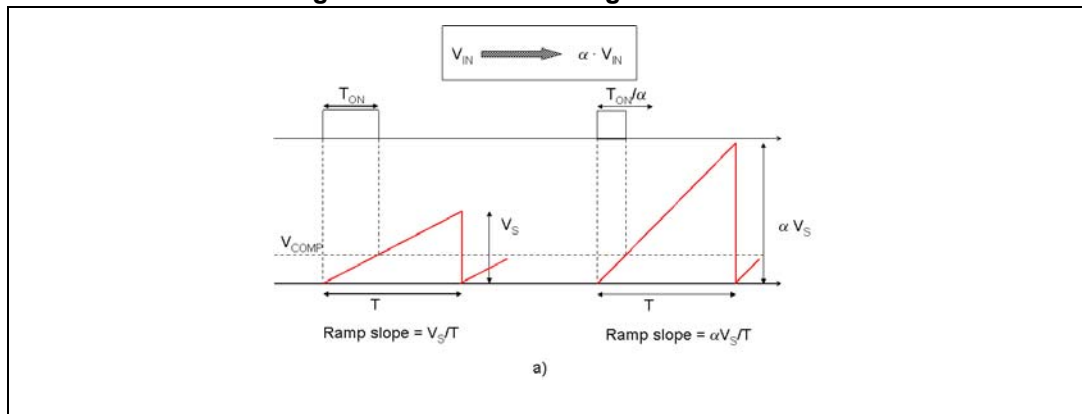 V_IN α · V_IN
T_ON T_ON/α
V_S α V_S
V_COMP
T T
Ramp slope = V_S/T Ramp slope = αV_S/T
a)